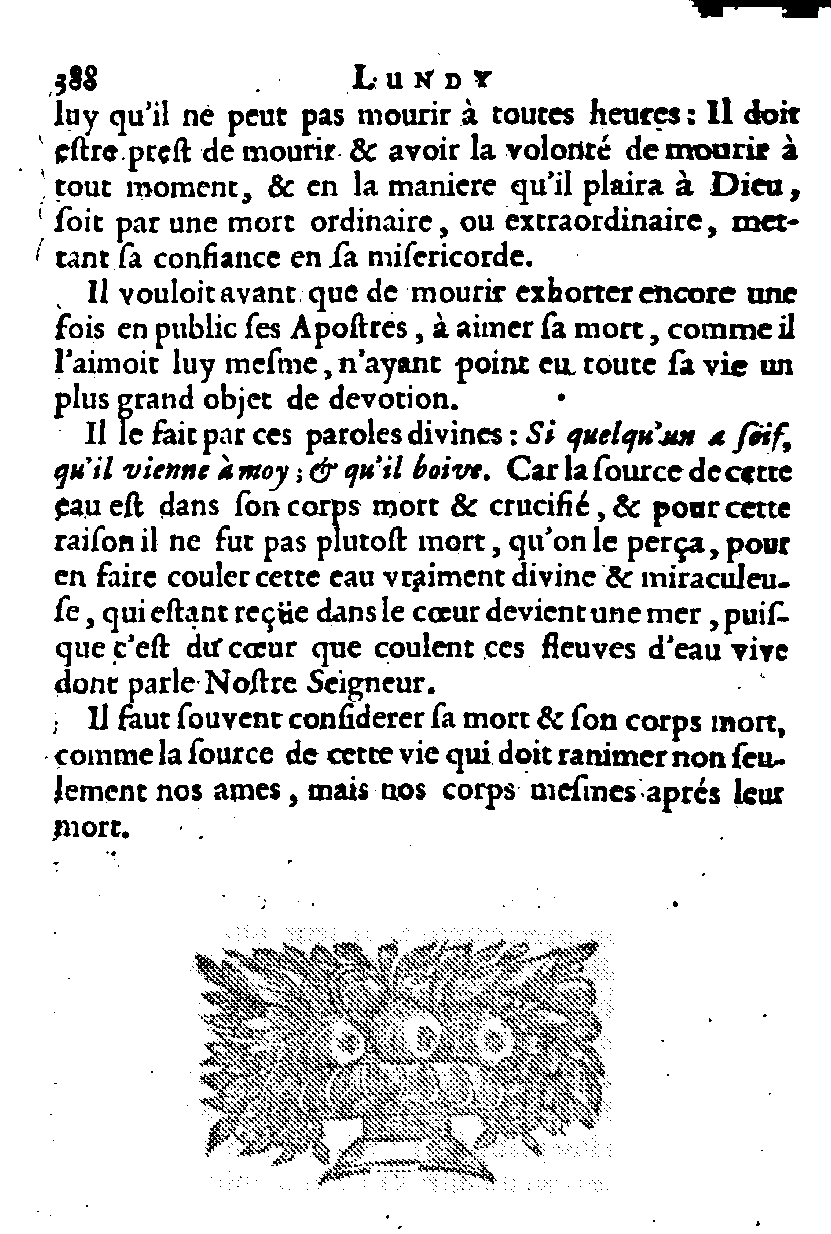 388 LUNDY
luy qu'il ne peut pas mourir à toutes heures : Il doit
eſtre preſt de mourir & avoir la volonté de mourir à
tout moment, & en la maniere qu'il plaira à Dieu,
ſoit par une mort ordinaire, ou extraordinaire, met-
tant ſa confiance en ſa miſericorde.
Il vouloit avant que de mourir exhorter encore une
fois en public ſes Apoſtres, à aimer ſa mort, comme il
l'aimoit luy meſme, n'ayant point eu toute ſa vie un
plus grand objet de devotion.
Il le fait par ces paroles divines : Si quelqu'un a ſoif,
qu'il vienne à moy ; & qu'il boive. Car la ſource de cette
eau eſt dans ſon corps mort & crucifié, & pour cette
raiſon il ne fut pas plutoſt mort, qu'on le perça, pour
en faire couler cette eau vraiment divine & miraculeu-
ſe, qui eſtant reçüe dans le cœur devient une mer, puiſ-
que c'eſt du cœur que coulent ces fleuves d'eau vive
dont parle Noſtre Seigneur.
Il faut ſouvent conſiderer ſa mort & ſon corps mort,
comme la ſource de cette vie qui doit ranimer non ſeu-
lement nos ames, mais nos corps meſmes aprés leur
mort.